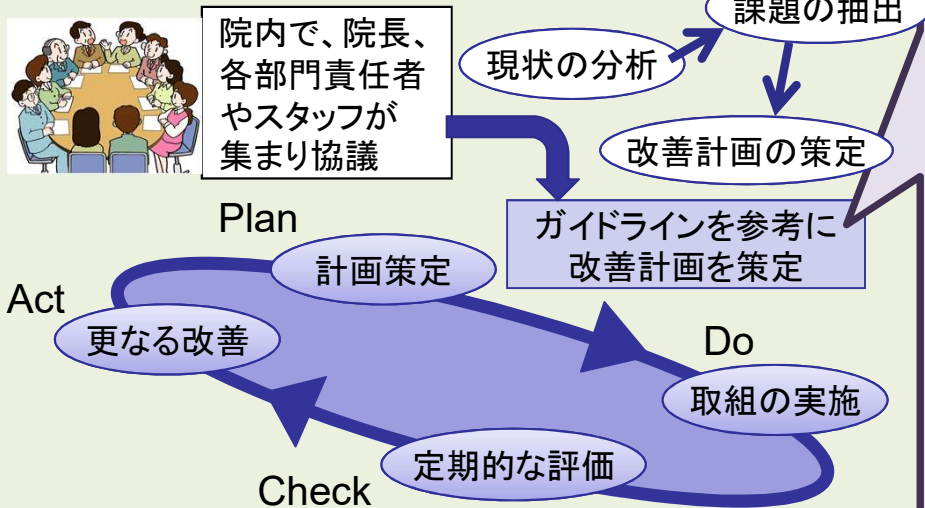 院内で、院長、
各部門責任者
やスタッフが
集まり協議
課題の抽出
現状の分析
改善計画の策定
ガイドラインを参考に
改善計画を策定
Plan
計画策定
Act
更なる改善
Do
取組の実施
定期的な評価
Check